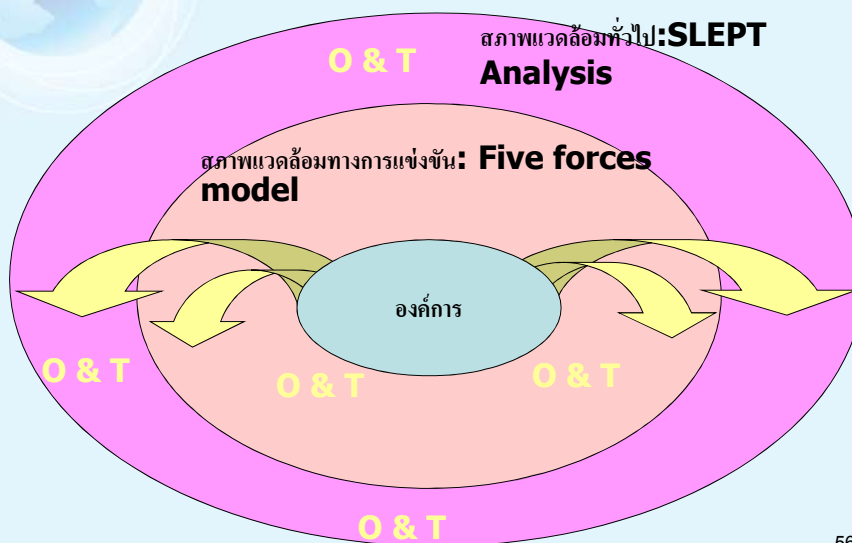 สภาพแวดล้อมทั่วไป:SLEPT
Analysis
O & T
สภาพแวดล้อมทางการแข่งขัน: Five forces
model
องค์การ
O & T
O & T
O & T
O & T
56